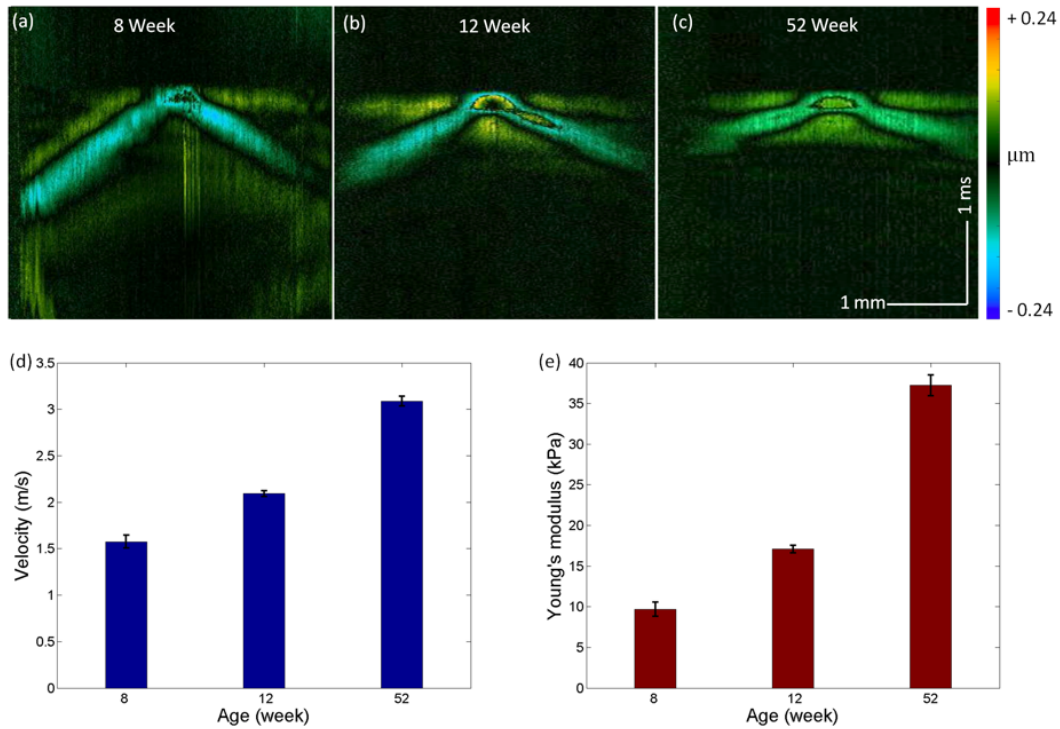 (a)
8 Week
(b)
12 Week
(c)
52 Week
+ 0.24
μm
- 0.24
1 ms
1 mm
(d)
3.5
3
2.5
2
1.5
1
0.5
0
Velocity (m/s)
8
12
52
Age (week)
(e)
40
35
30
25
20
15
10
5
0
Young's modulus (kPa)
8
12
52
Age (week)